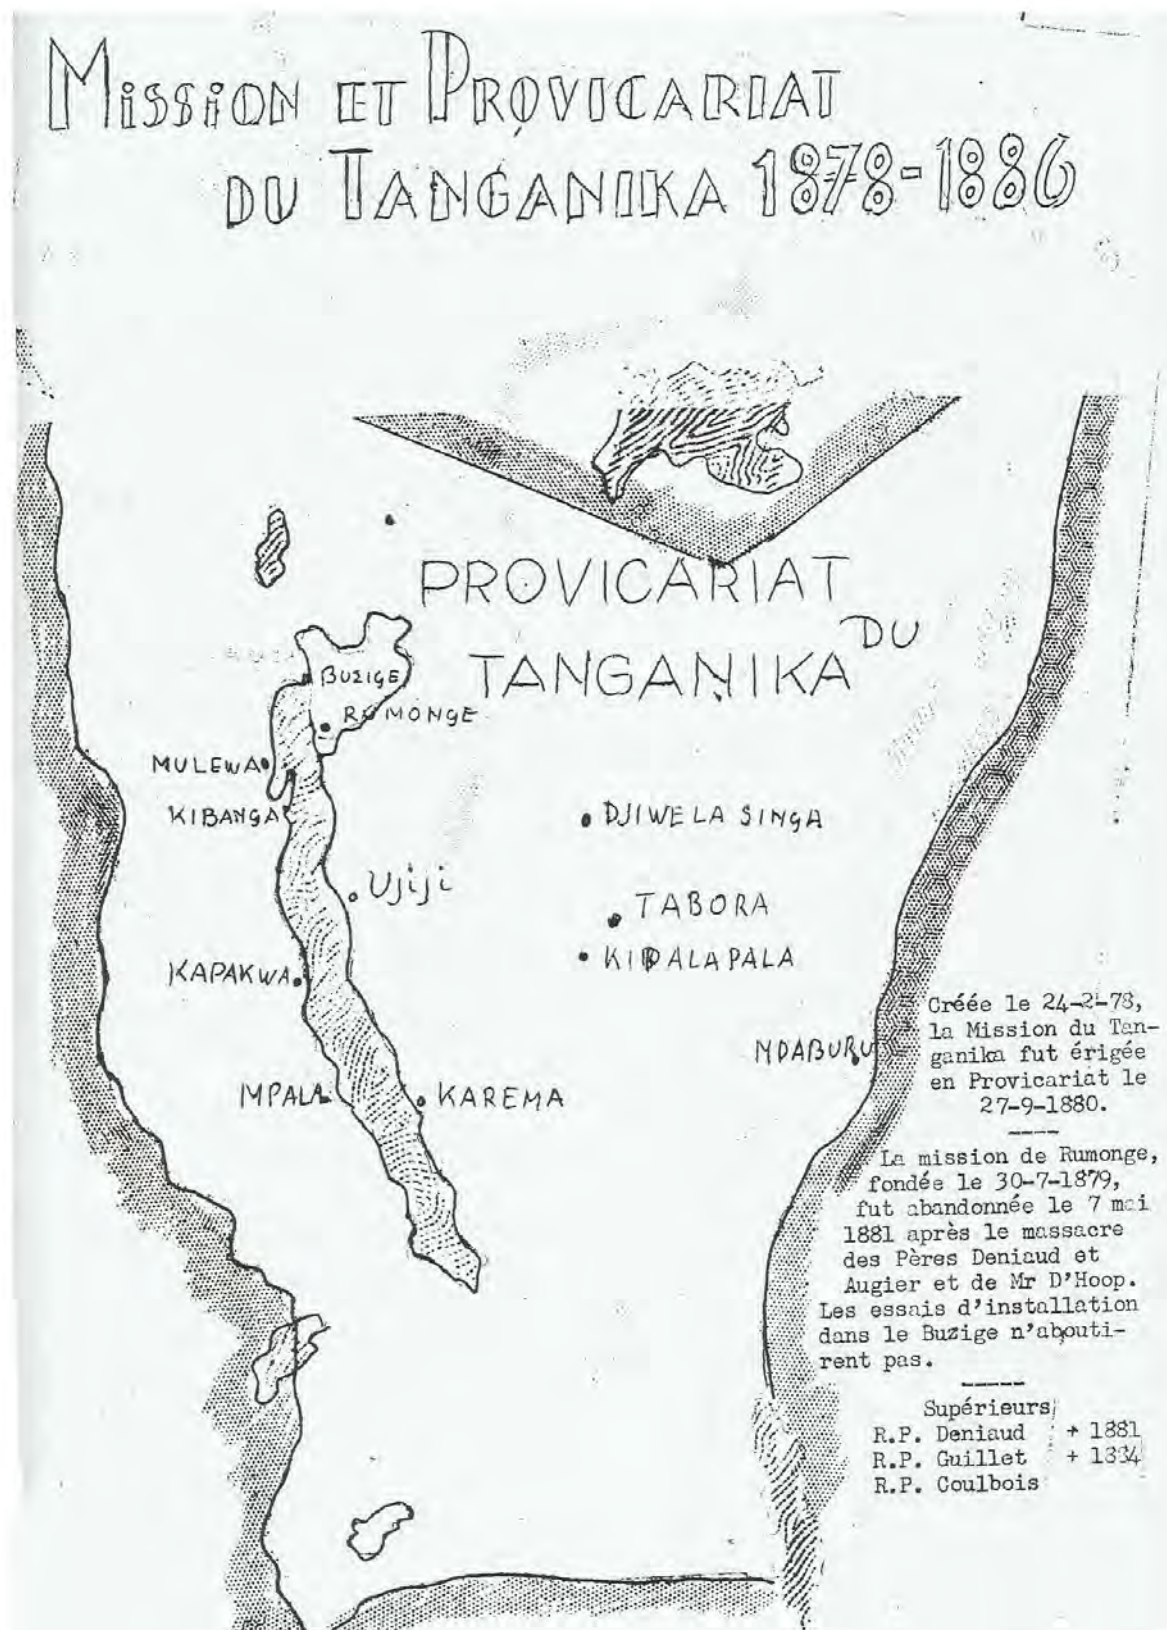 MISSION ET PROVICARIAT
DU TANGANIKA 1878-1886
PROVICARIAT
DU
TANGANIKA
BUZIGE
RUMONGE
MULEWA
KIBANGA
DJIWE LA SINGA
Ujiji
TABORA
KIPALAPALA
KAPAKWA
NDABURU
MPALA
KAREMA
Créée le 24-2-78,
la Mission du Tan-
ganika fut érigée
en Provicariat le
27-9-1880.
La mission de Rumonge,
fondée le 30-7-1879,
fut abandonnée le 7 mai
1881 après le massacre
des Pères Deniaud et
Augier et de Mr D'Hoop.
Les essais d'installation
dans le Buzige n'abouti-
rent pas.
Supérieurs
R.P. Deniaud + 1881
R.P. Guillet + 1884
R.P. Coulbois